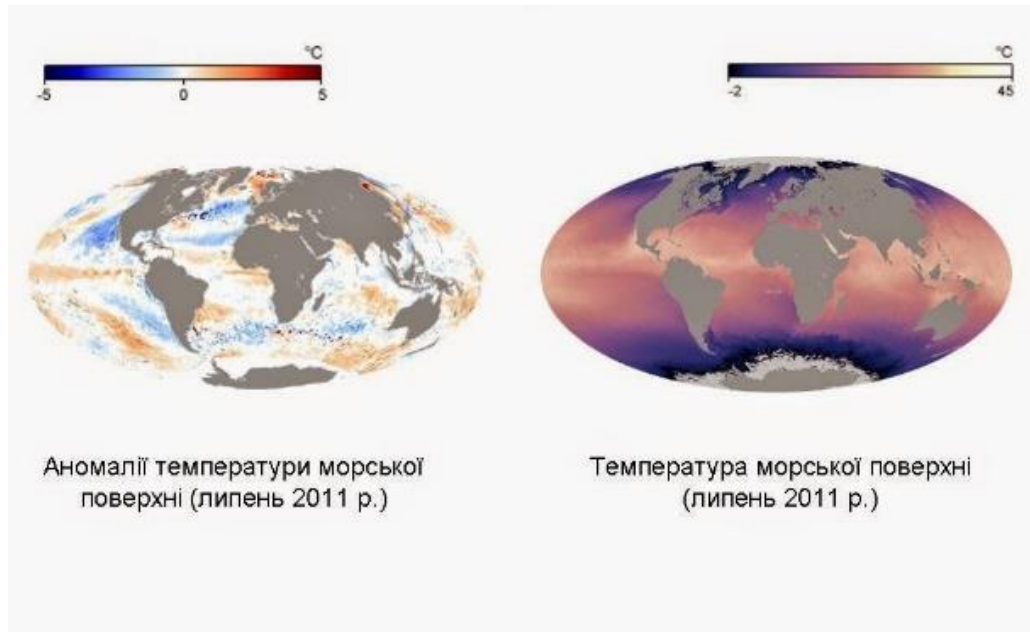 °C
-5 0 5
°C
-2 45
Аномалії температури морської
поверхні (липень 2011 р.)
Температура морської поверхні
(липень 2011 р.)